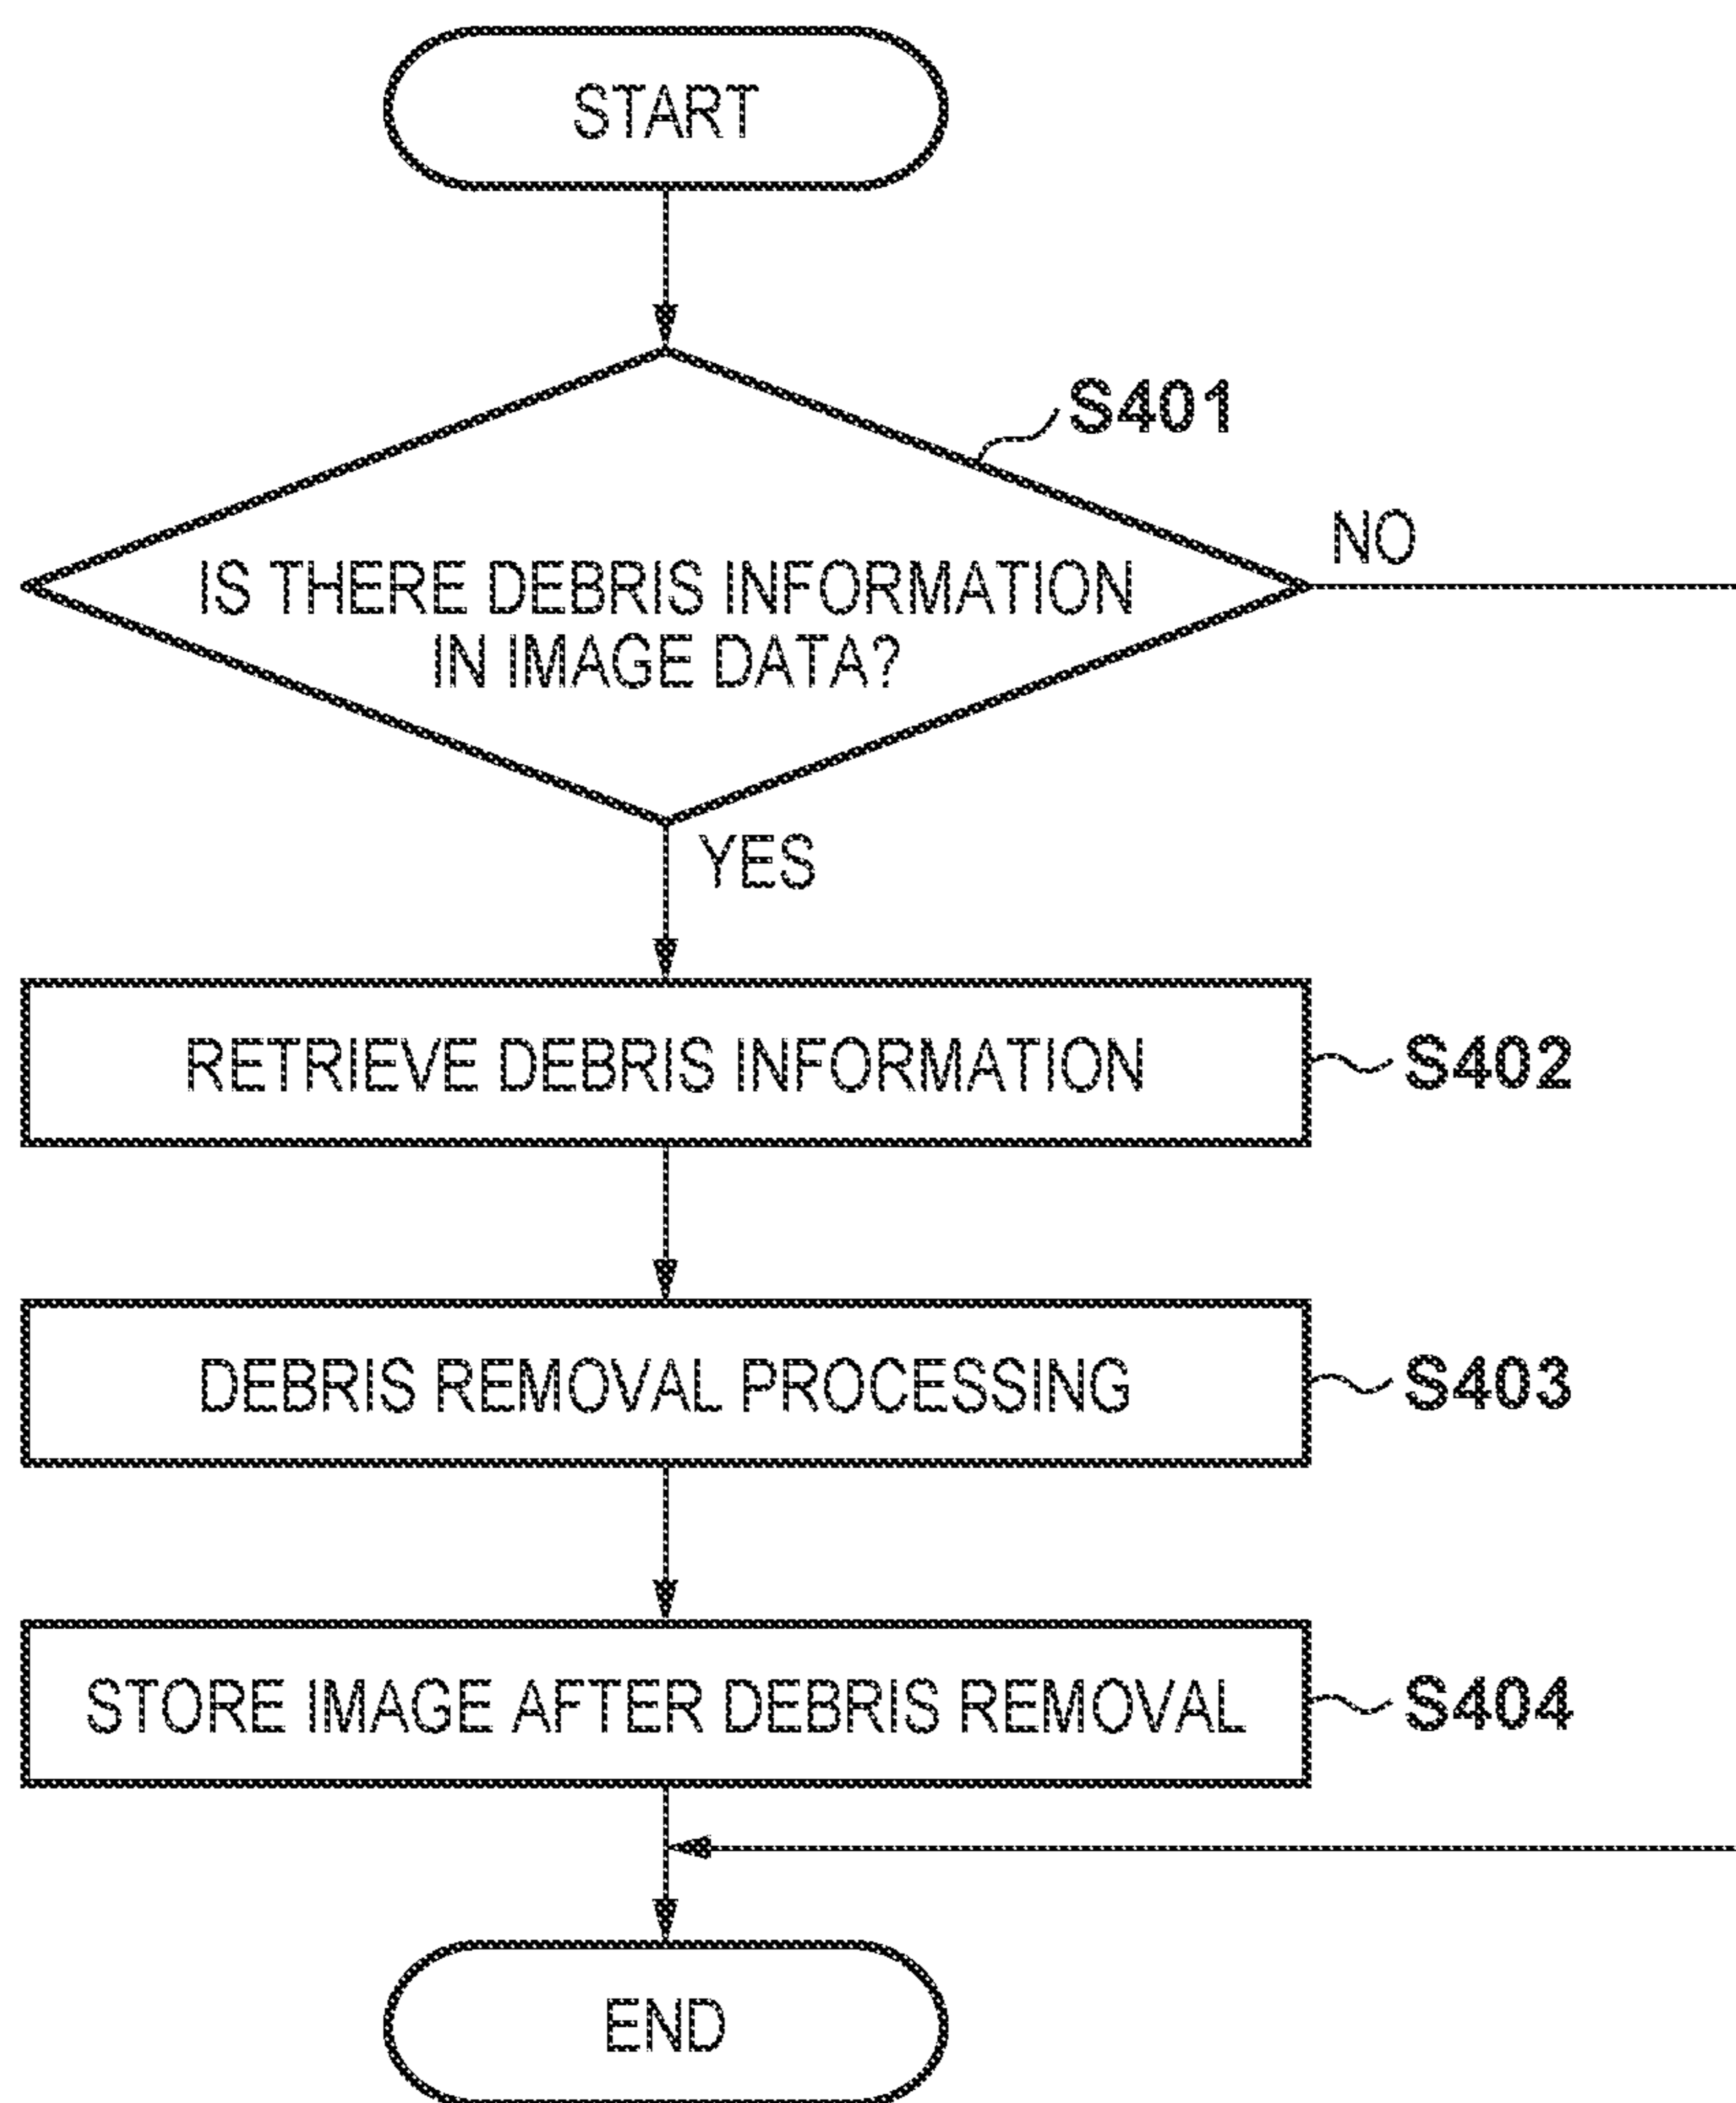 START
S401
NO
IS THERE DEBRIS INFORMATION
IN IMAGE DATA?
YES
RETRIEVE DEBRIS INFORMATION
S402
DEBRIS REMOVAL PROCESSING
S403
STORE IMAGE AFTER DEBRIS REMOVAL
S404
END